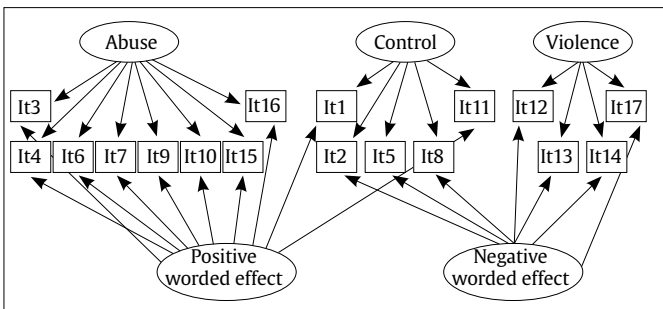 Abuse Control Violence
It3 It16 It1 It11 It12 It17
It4 It6 It7 It9 It10 It15 It2 It5 It8 It13 It14
Positive Negative
worded effect worded effect